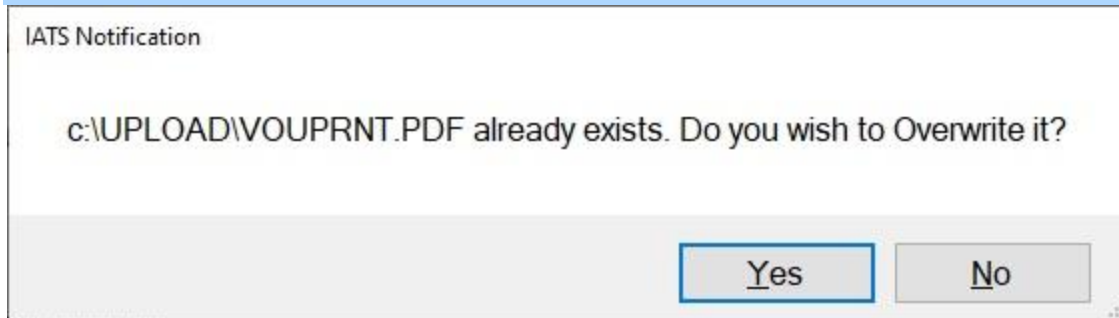 IATS Notification
c:\UPLOAD\VOUPRNT.PDF already exists. Do you wish to Overwrite it?
Yes
No